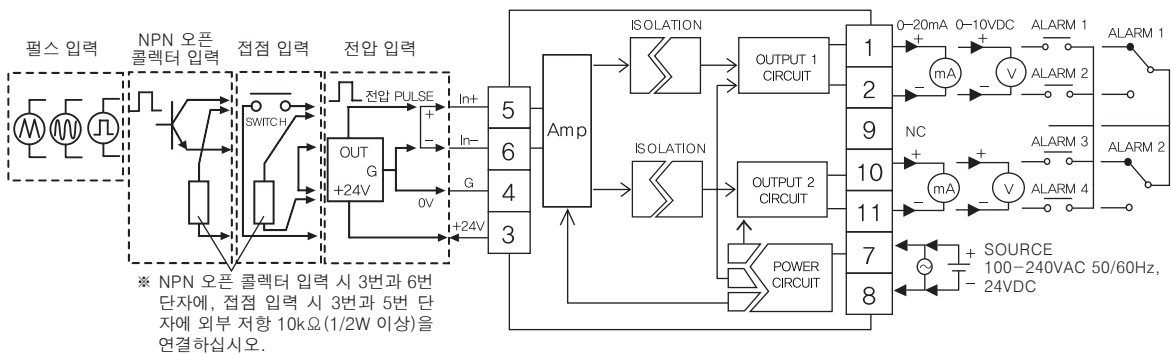 펄스 입력
NPN 오픈
콜렉터 입력
접점 입력
전압 입력
SWITCH
전압 PULSE
+
−
OUT
G
+24V
0V
In+
In-
G
+24V
5
6
4
3
Amp
ISOLATION
ISOLATION
OUTPUT 1
CIRCUIT
OUTPUT 2
CIRCUIT
POWER
CIRCUIT
1
2
9
10
11
7
8
0-20mA
0-10VDC
ALARM 1
ALARM 1
+
mA
−
+
V
−
ALARM 2
NC
ALARM 3
ALARM 2
+
mA
−
+
V
−
ALARM 4
+
−
SOURCE
100-240VAC 50/60Hz,
24VDC
※ NPN 오픈 콜렉터 입력 시 3번과 6번
단자에, 접점 입력 시 3번과 5번 단
자에 외부 저항 10kΩ(1/2W 이상)을
연결하십시오.